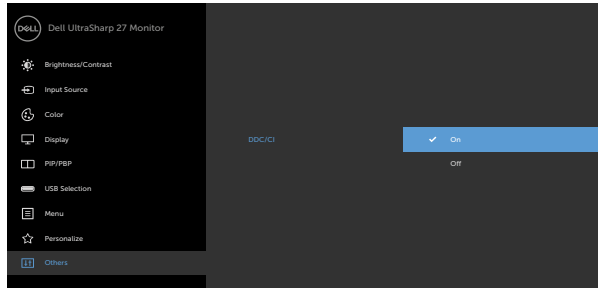 DELL Dell UltraSharp 27 Monitor
Brightness/Contrast
Input Source
Color
Display DDC/CI On
PIP/PBP Off
USB Selection
Menu
Personalize
Others